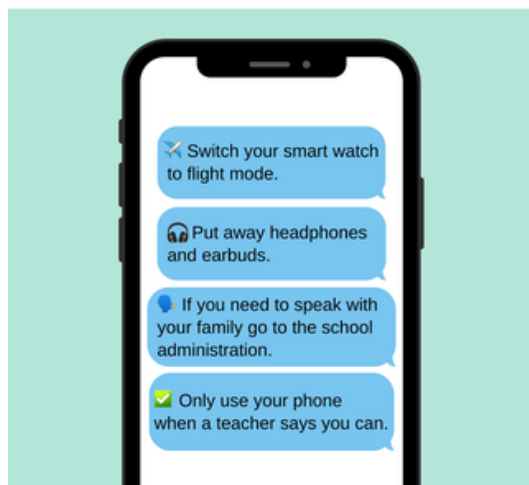 ✈️ Switch your smart watch
to flight mode.
🎧 Put away headphones
and earbuds.
🗣️ If you need to speak with
your family go to the school
administration.
✅ Only use your phone
when a teacher says you can.